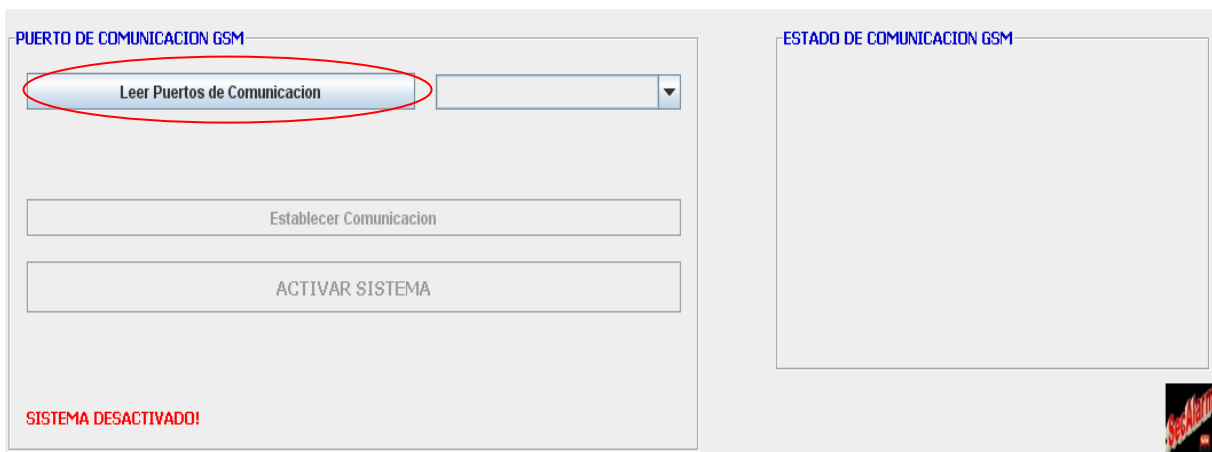 PUERTO DE COMUNICACION GSM
Leer Puertos de Comunicacion
Establecer Comunicacion
ACTIVAR SISTEMA
SISTEMA DESACTIVADO!
ESTADO DE COMUNICACION GSM